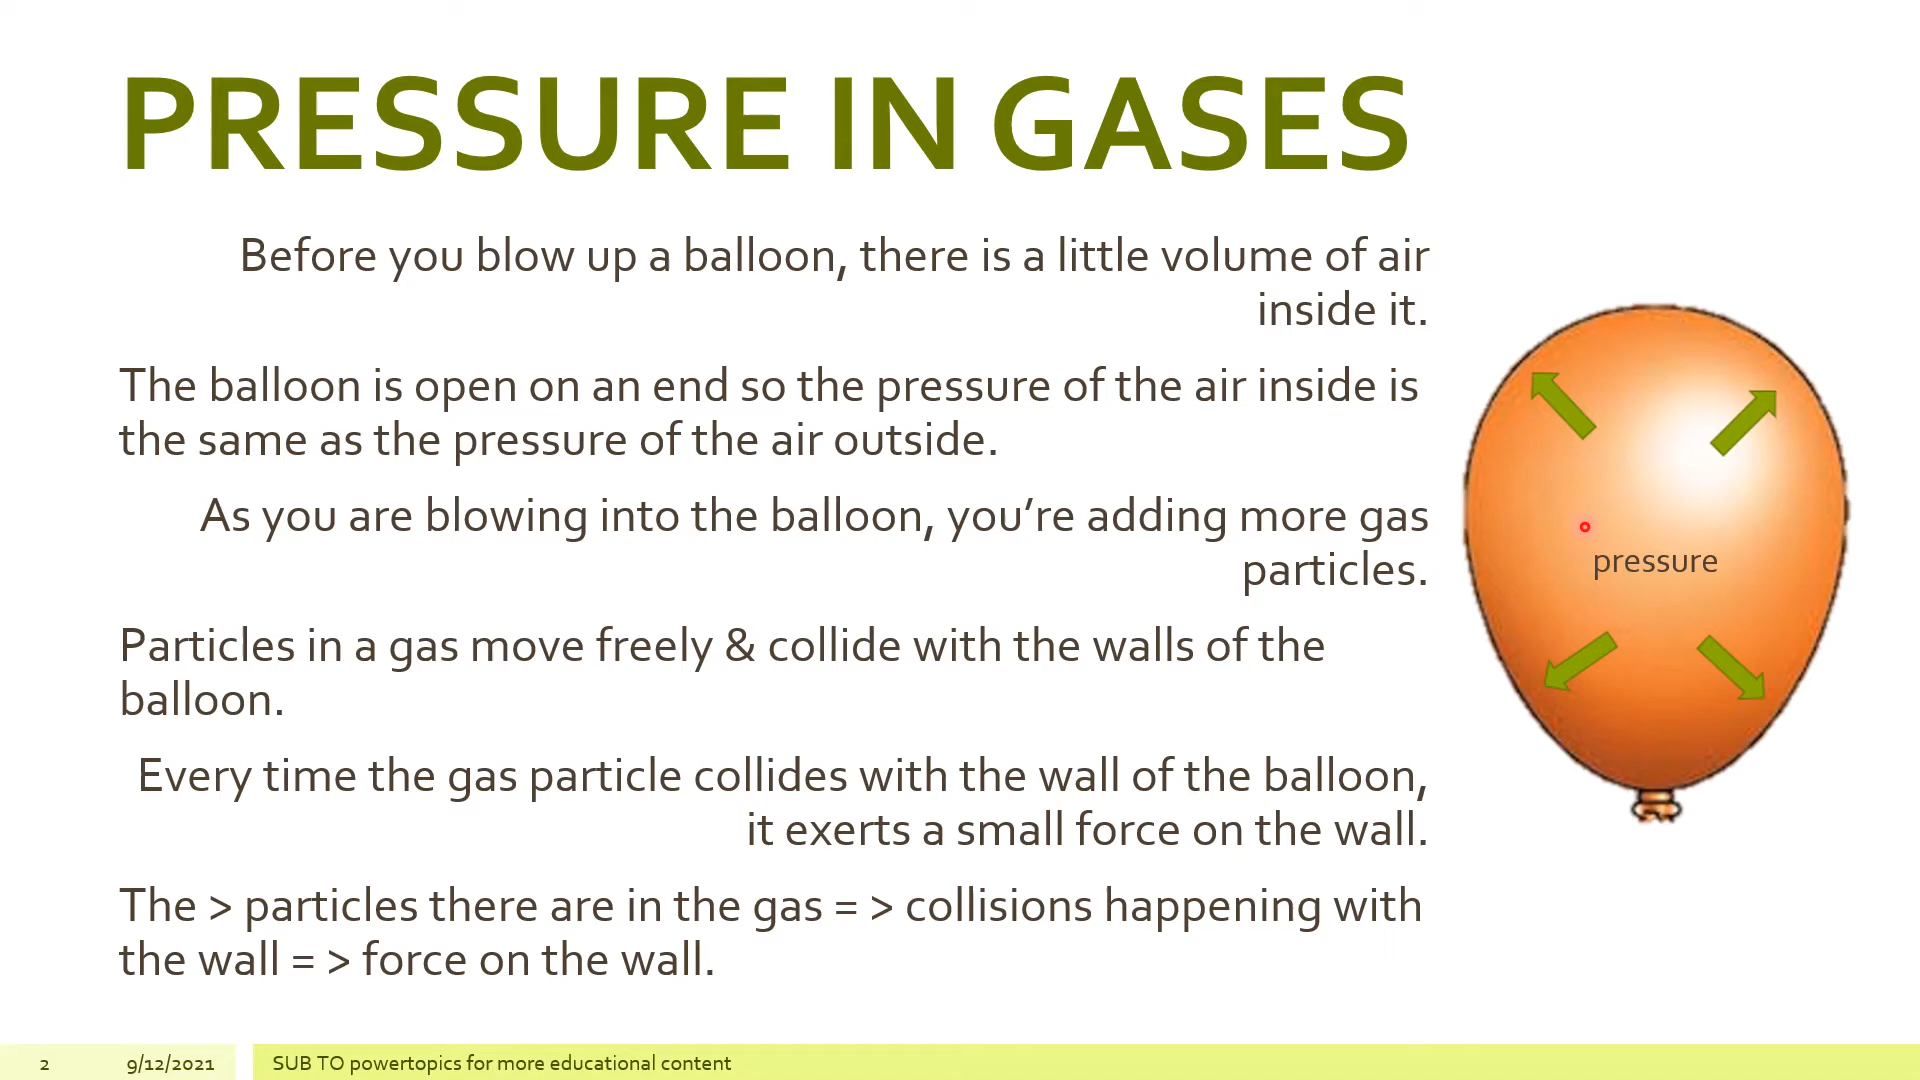 PRESSURE IN GASES
Before you blow up a balloon, there is a little volume of air
inside it.
The balloon is open on an end so the pressure of the air inside is
the same as the pressure of the air outside.
As you are blowing into the balloon, you’re adding more gas
particles.
Particles in a gas move freely & collide with the walls of the
balloon.
Every time the gas particle collides with the wall of the balloon,
it exerts a small force on the wall.
The > particles there are in the gas = > collisions happening with
the wall = > force on the wall.
pressure
2
9/12/2021
SUB TO powertopics for more educational content